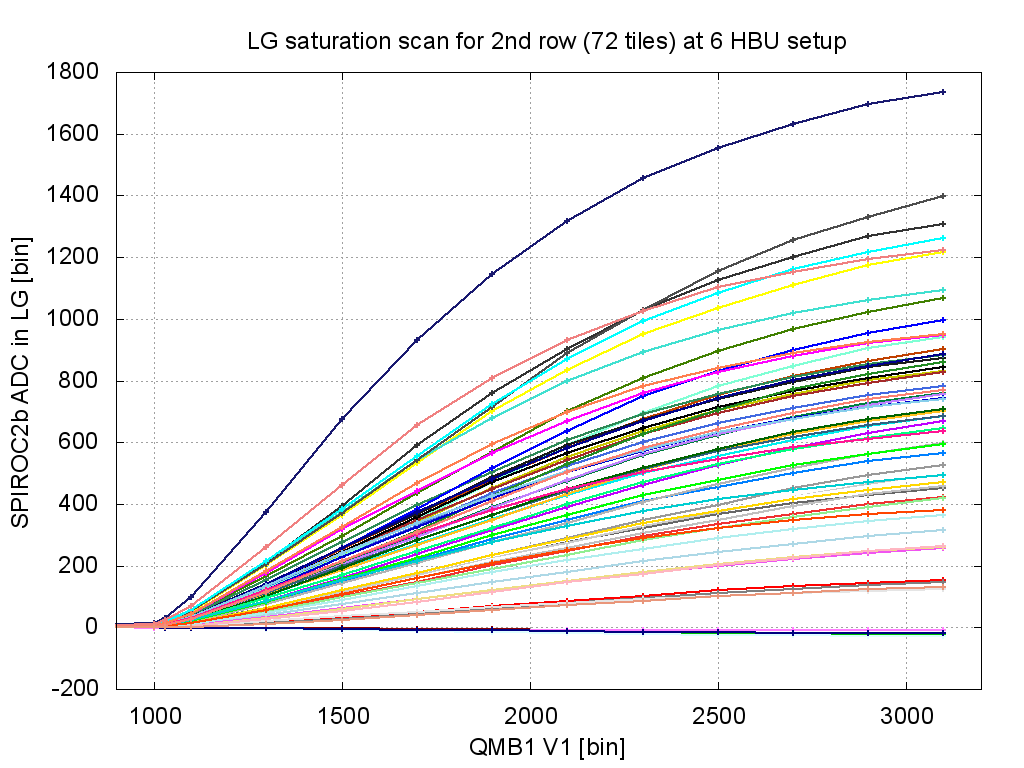 LG saturation scan for 2nd row (72 tiles) at 6 HBU setup
1800
1600
1400
1200
1000
800
600
400
200
0
-200
SPIROC2b ADC in LG [bin]
1000 1500 2000 2500 3000
QMB1 V1 [bin]